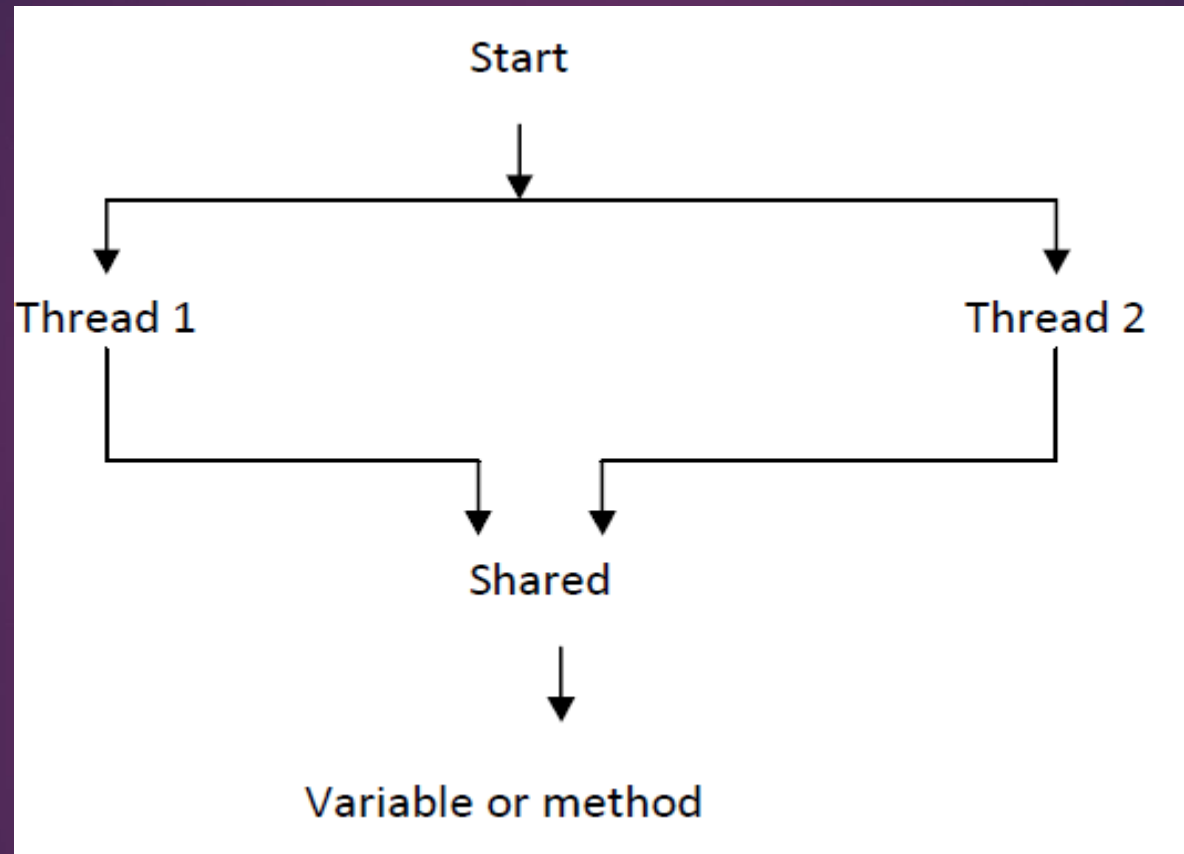 Start
Thread 1
Thread 2
Shared
Variable or method